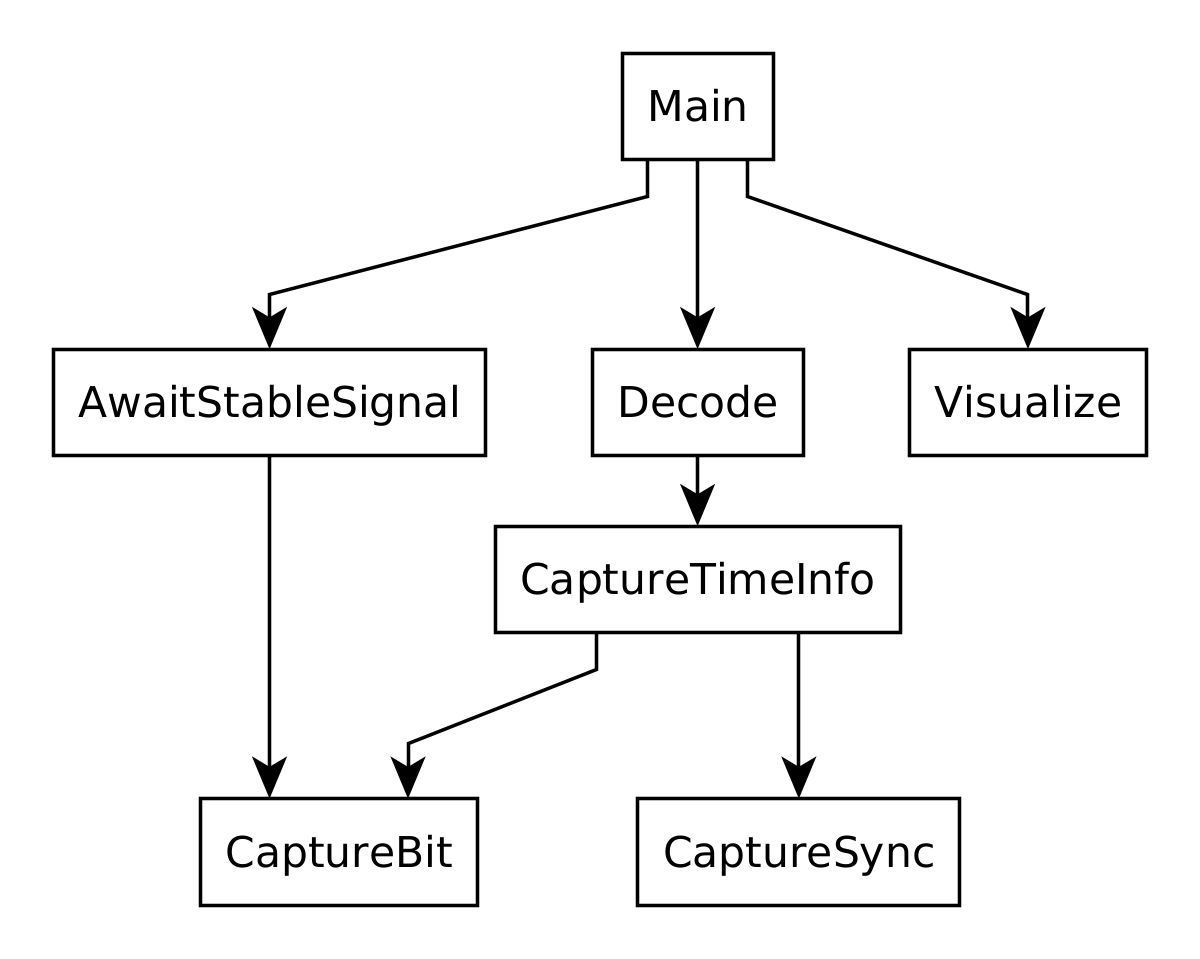 Main
AwaitStableSignal
Decode
Visualize
CaptureTimeInfo
CaptureBit
CaptureSync